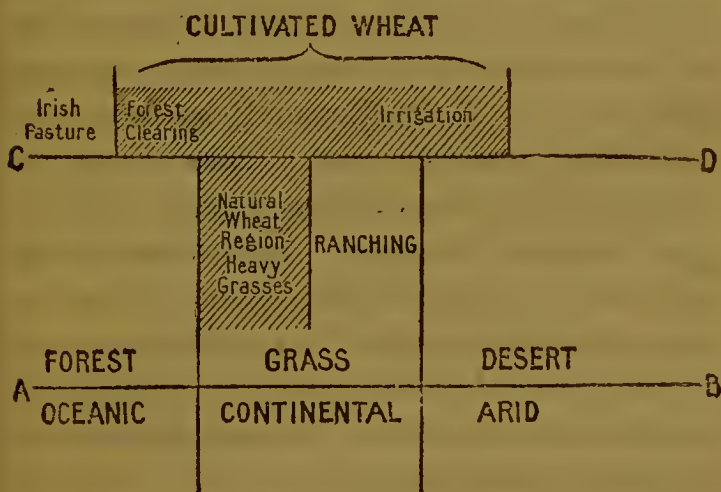 CULTIVATED WHEAT
Irish
Pasture
Forest
Clearing
Irrigation
C
D
Natural
Wheat
Region-
Heavy
Grasses
RANCHING
FOREST
GRASS
DESERT
A
B
OCEANIC
CONTINENTAL
ARID